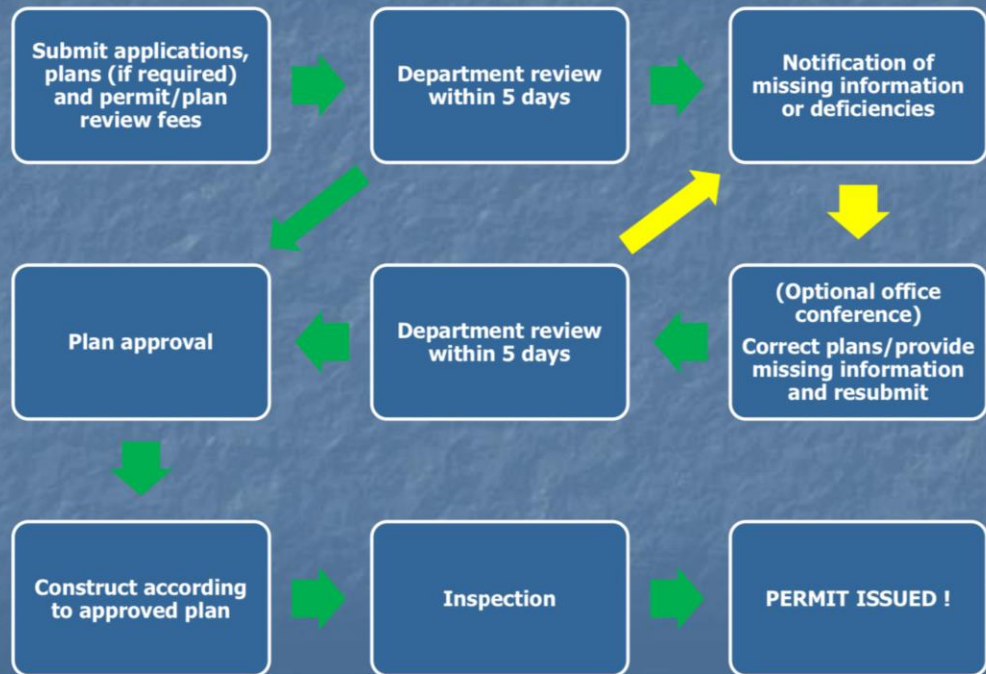 Submit applications,
plans (if required)
and permit/plan
review fees
Department review
within 5 days
Notification of
missing information
or deficiencies
Plan approval
Department review
within 5 days
(Optional office
conference)
Correct plans/provide
missing information
and resubmit
Construct according
to approved plan
Inspection
PERMIT ISSUED !